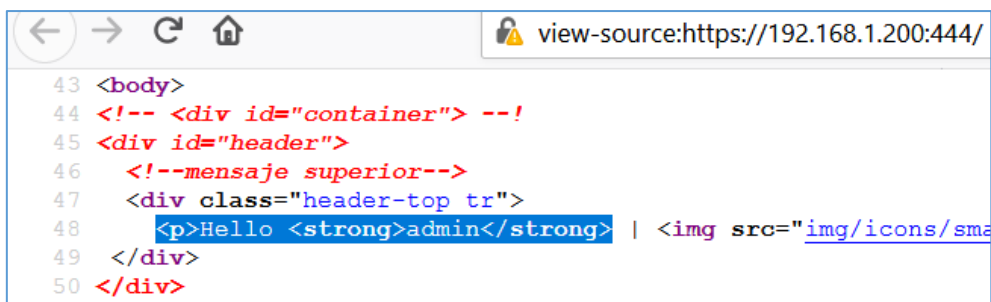 view-source:https://192.168.1.200:444/
43 <body>
44 <!-- <div id="container"> --!
45 <div id="header">
46 <!--mensaje superior-->
47 <div class="header-top tr">
48 <p>Hello <strong>admin</strong> | <img src="img/icons/sma
49 </div>
50 </div>